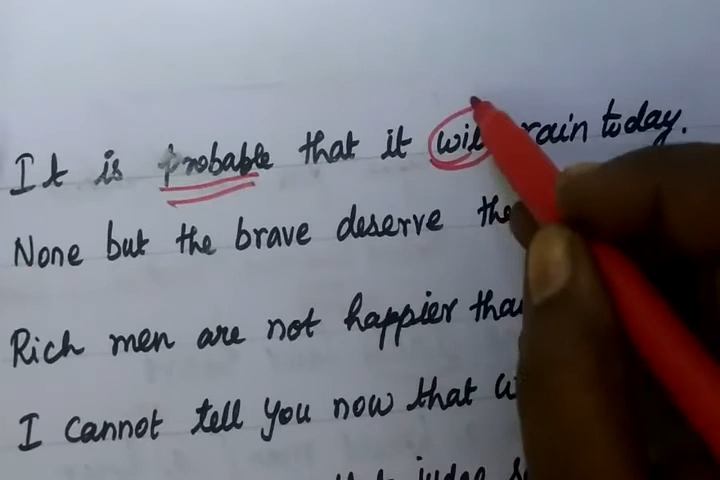 It is probable that it will rain today.
None but the brave deserve the
Rich men are not happier than
I cannot tell you now that
judge